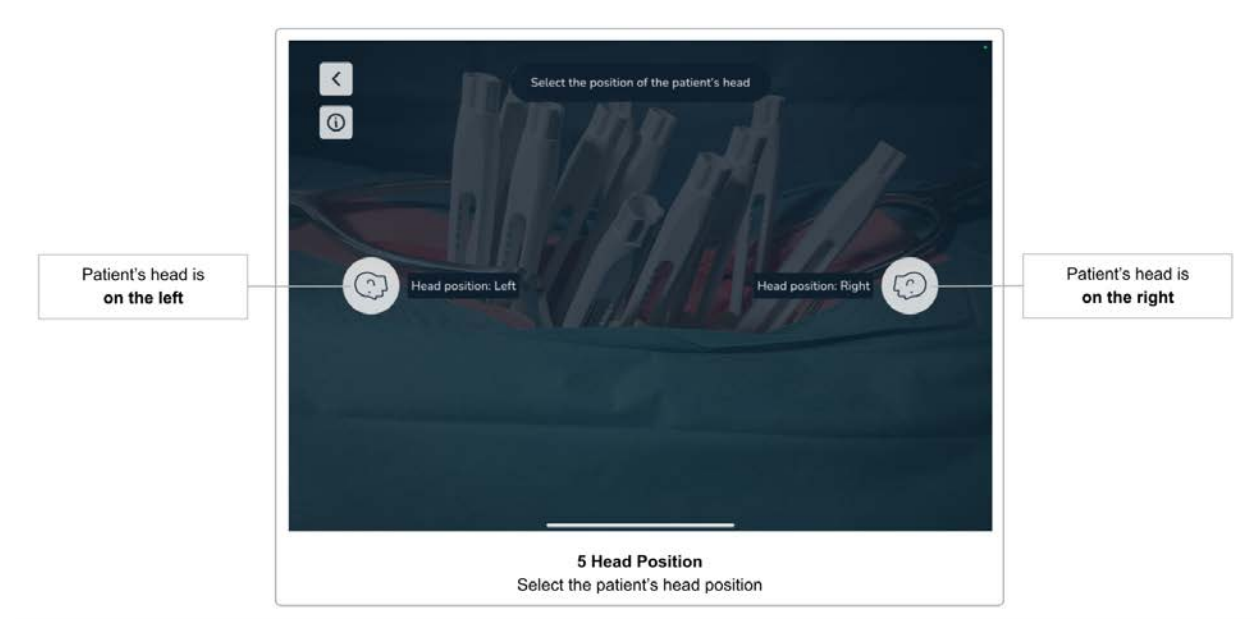 Select the position of the patient's head
Patient's head is
on the left
Head position: Left
Head position: Right
Patient's head is
on the right
5 Head Position
Select the patient's head position